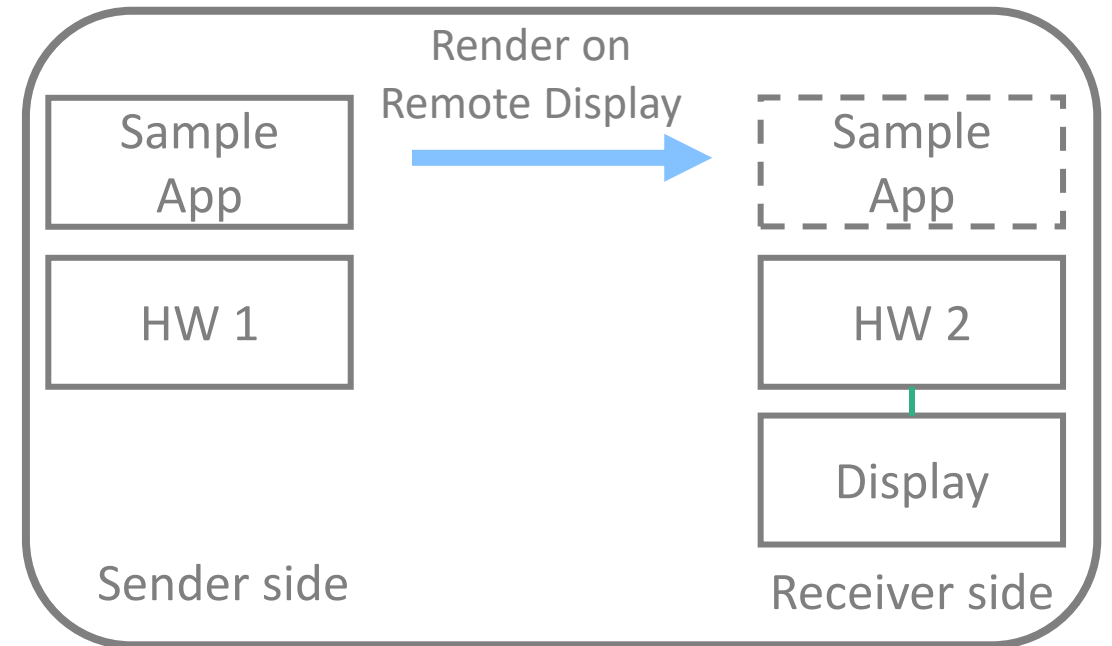 Render on
Remote Display
Sample
App
Sample
App
HW 1
HW 2
Display
Sender side
Receiver side